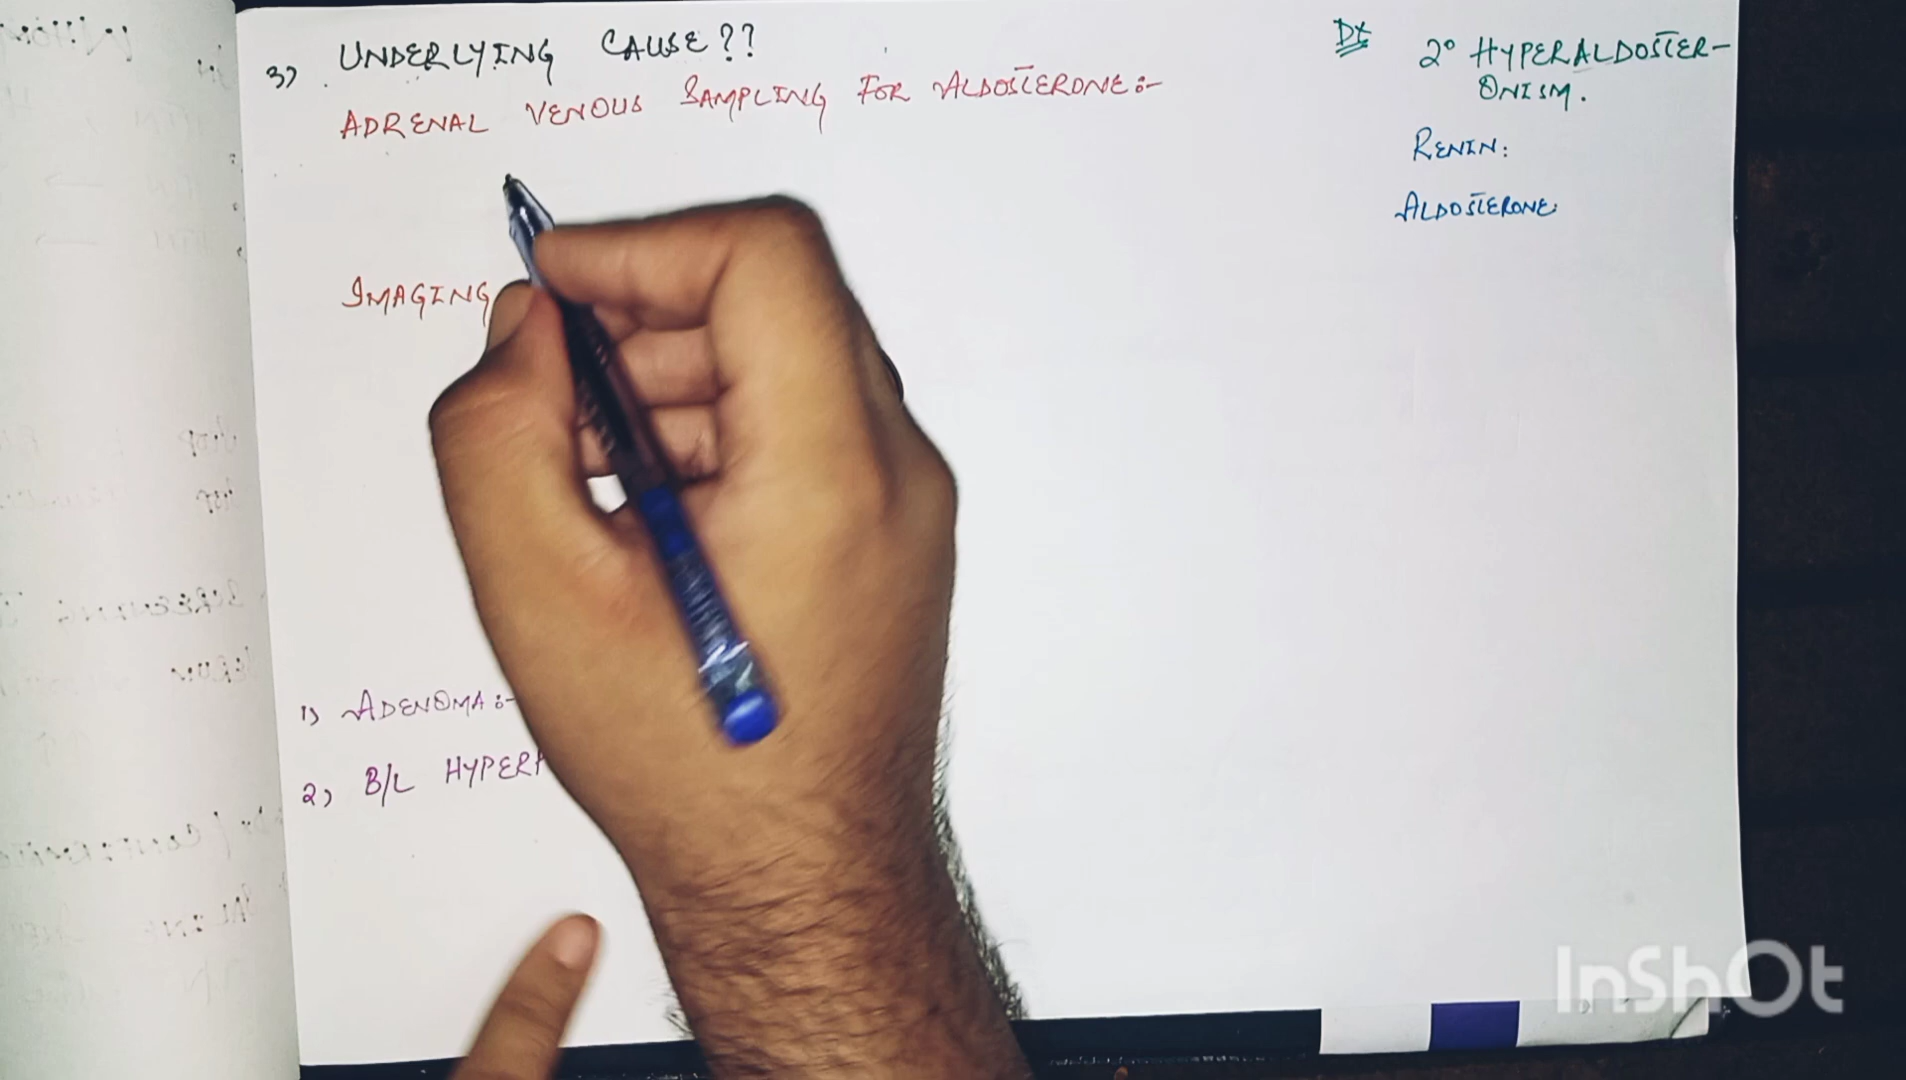 3) UNDERLYING CAUSE??
ADRENAL VENOUS SAMPLING FOR ALDOSTERONE:-
IMAGING
1) ADENOMA:-
2) B/L HYPER
Dx 2° HYPERALDOSTER-
ONISM.
RENIN:
ALDOSTERONE:
InShOt